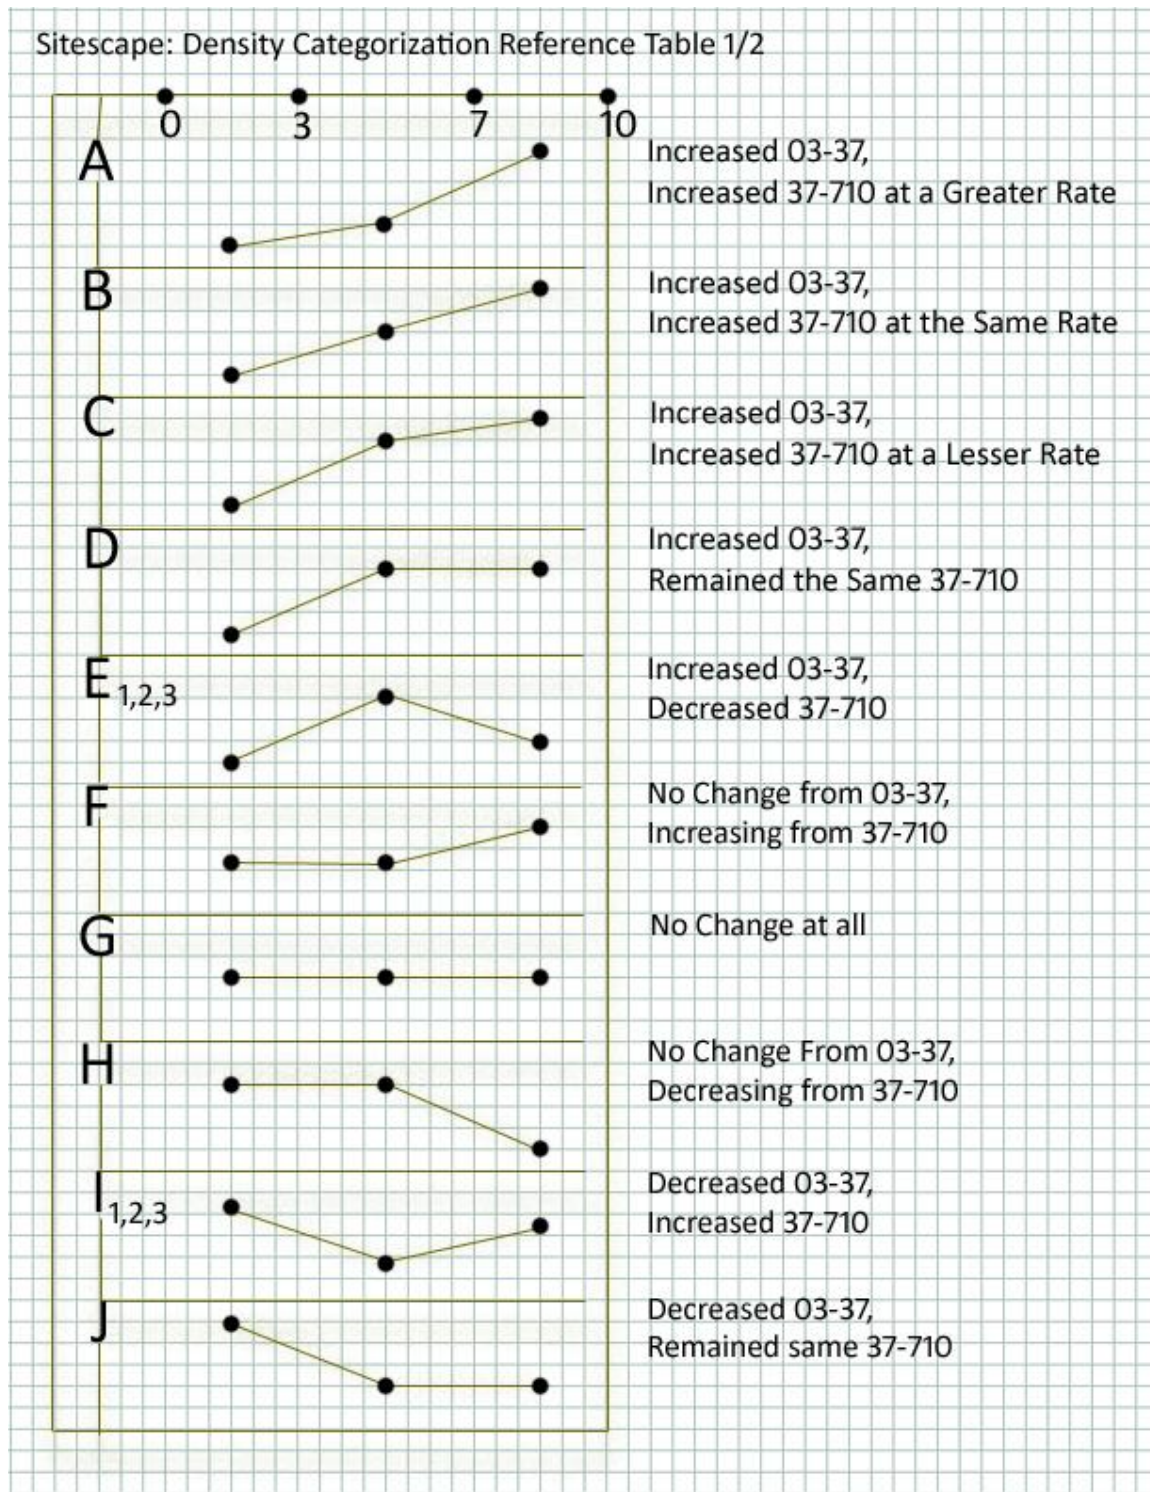 Sitescape: Density Categorization Reference Table 1/2
0 3 7 10
A
Increased 03-37,
Increased 37-710 at a Greater Rate
B
Increased 03-37,
Increased 37-710 at the Same Rate
C
Increased 03-37,
Increased 37-710 at a Lesser Rate
D
Increased 03-37,
Remained the Same 37-710
E 1,2,3
Increased 03-37,
Decreased 37-710
F
No Change from 03-37,
Increasing from 37-710
G
No Change at all
H
No Change From 03-37,
Decreasing from 37-710
I 1,2,3
Decreased 03-37,
Increased 37-710
J
Decreased 03-37,
Remained same 37-710